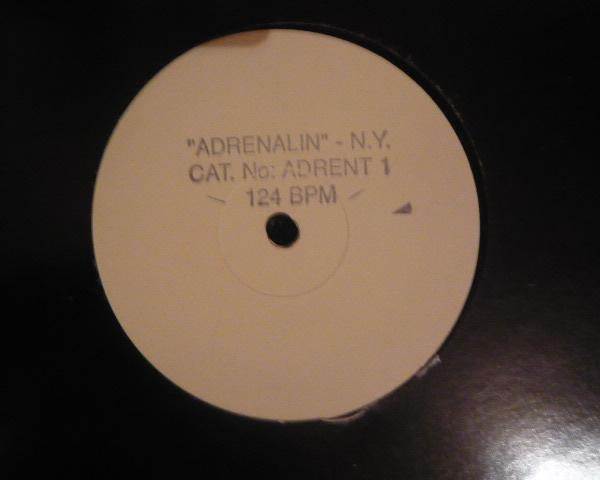 "ADRENALIN" - N.Y.
CAT. No: ADRENT 1
124 BPM